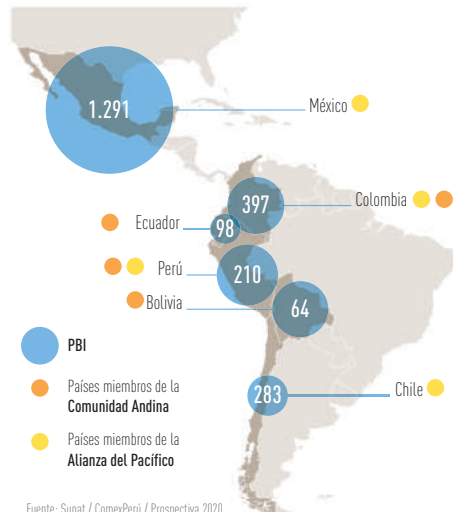 1.291
México
397
Colombia
Ecuador
98
Perú
210
Bolivia
64
PBI
283
Chile
Países miembros de la
Comunidad Andina
Países miembros de la
Alianza del Pacífico
Fuente: Sunat / ComexPerú / Prospectiva 2020